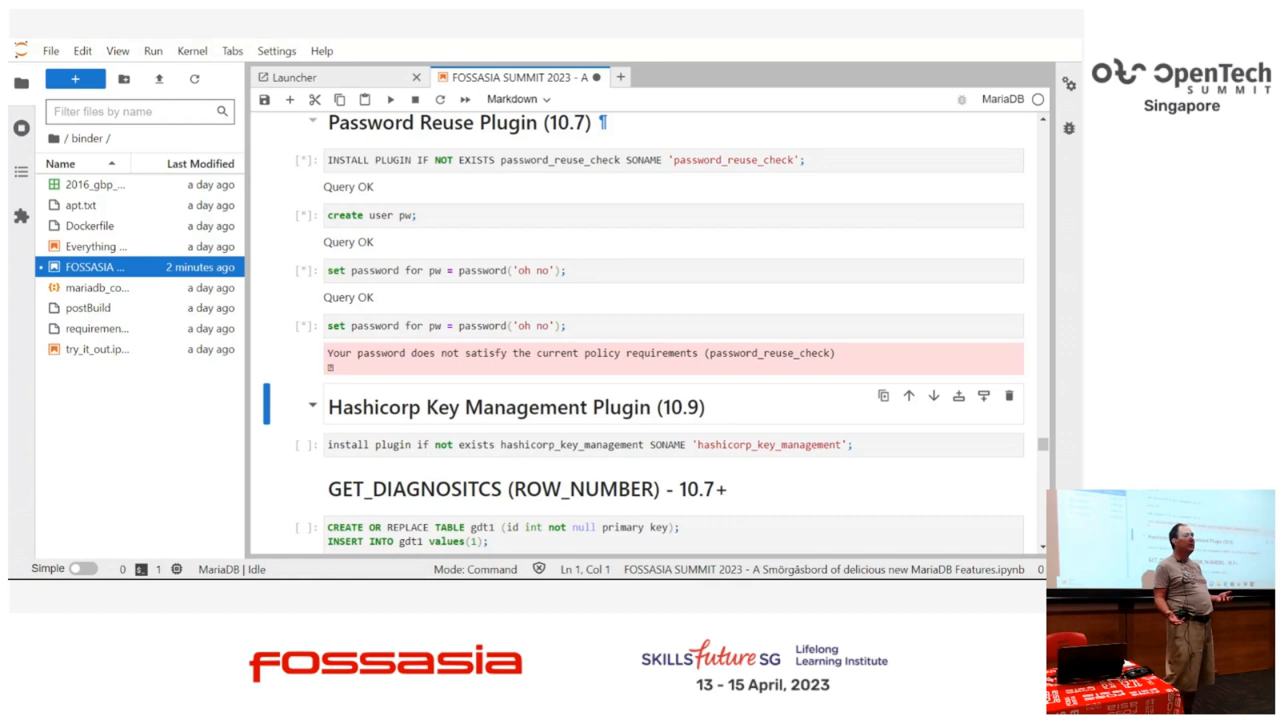 File Edit View Run Kernel Tabs Settings Help
OpenTech
SUMMIT
Singapore
Launcher
FOSSASIA SUMMIT 2023 - A
Filter files by name
Markdown
MariaDB
/ binder /
Name Last Modified
2016_gbp_... a day ago
apt.txt a day ago
Dockerfile a day ago
Everything ... a day ago
FOSSASIA ... 2 minutes ago
mariadb_co... a day ago
postBuild a day ago
requiremen... a day ago
try_it_out.ip... a day ago
Password Reuse Plugin (10.7) ¶
[*]: INSTALL PLUGIN IF NOT EXISTS password_reuse_check SONAME 'password_reuse_check';
Query OK
[*]: create user pw;
Query OK
[*]: set password for pw = password('oh no');
Query OK
[*]: set password for pw = password('oh no');
Your password does not satisfy the current policy requirements (password_reuse_check)
Hashicorp Key Management Plugin (10.9)
[ ]: install plugin if not exists hashicorp_key_management SONAME 'hashicorp_key_management';
GET_DIAGNOSITCS (ROW_NUMBER) - 10.7+
[ ]: CREATE OR REPLACE TABLE gdt1 (id int not null primary key);
INSERT INTO gdt1 values(1);
Simple 0 1 MariaDB | Idle Mode: Command Ln 1, Col 1 FOSSASIA SUMMIT 2023 - A Smörgåsbord of delicious new MariaDB Features.ipynb 0
fossasia
SKILLS future SG
Lifelong
Learning Institute
13 - 15 April, 2023